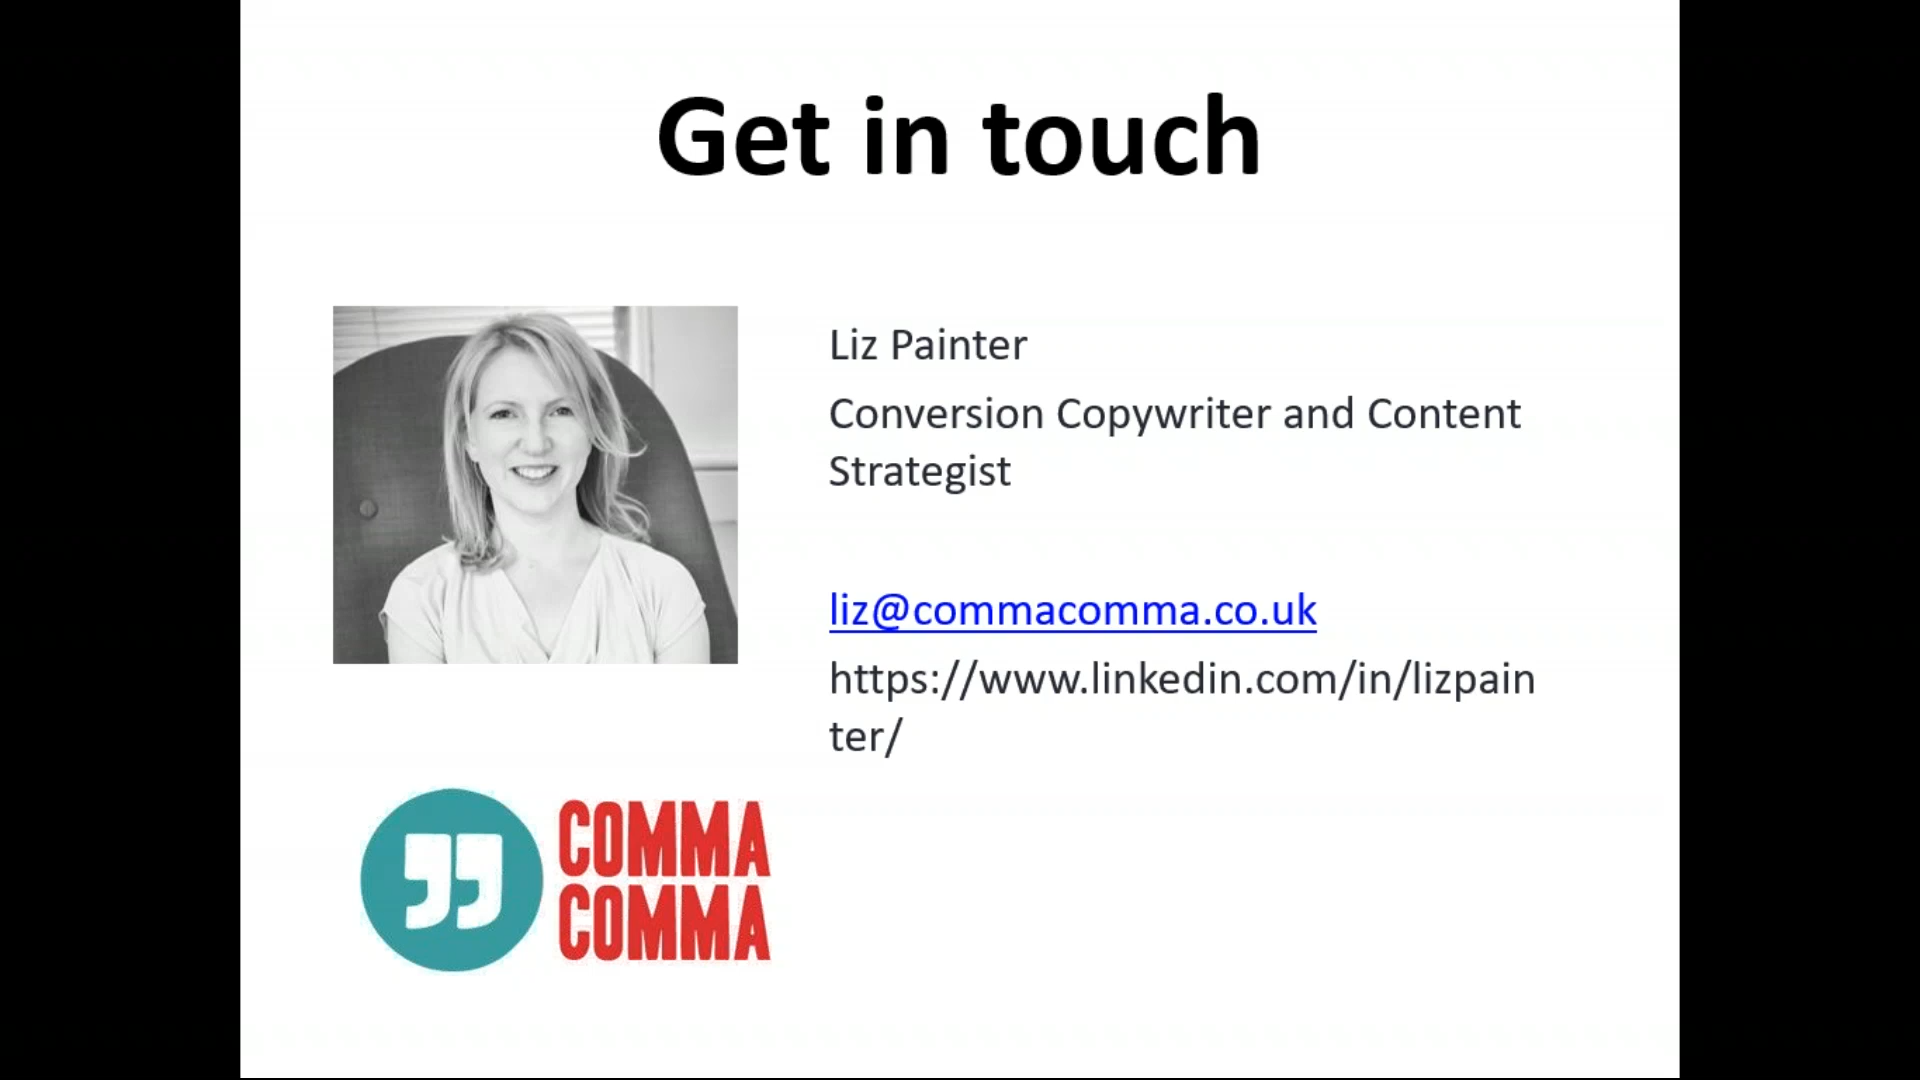 Get in touch
Liz Painter
Conversion Copywriter and Content
Strategist
liz@commacomma.co.uk
https://www.linkedin.com/in/lizpain
ter/
COMMA
COMMA